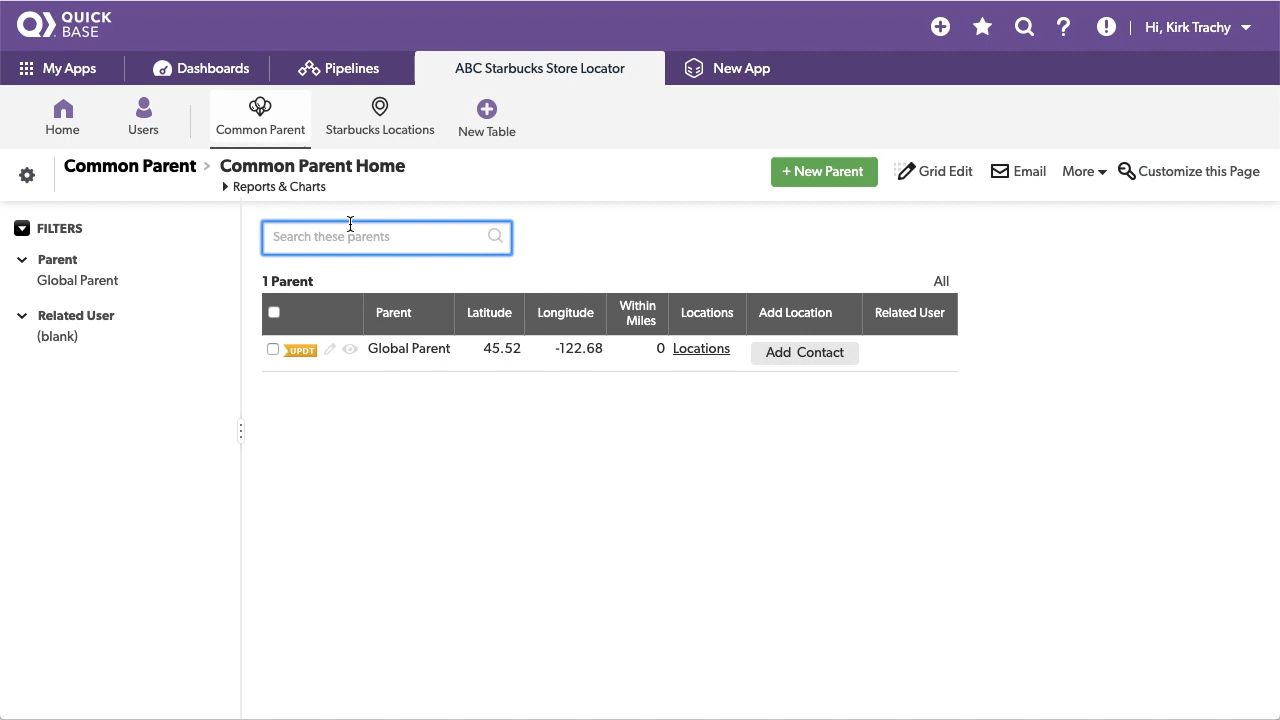 QUICK
BASE
Hi, Kirk Trachy
My Apps
Dashboards
Pipelines
ABC Starbucks Store Locator
New App
Home
Users
Common Parent
Starbucks Locations
New Table
Common Parent > Common Parent Home
Reports & Charts
+ New Parent
Grid Edit
Email
More
Customize this Page
FILTERS
Parent
Global Parent
Related User
(blank)
Search these parents
1 Parent
All
Parent
Latitude
Longitude
Within
Miles
Locations
Add Location
Related User
UPDT
Global Parent
45.52
-122.68
0
Locations
Add Contact